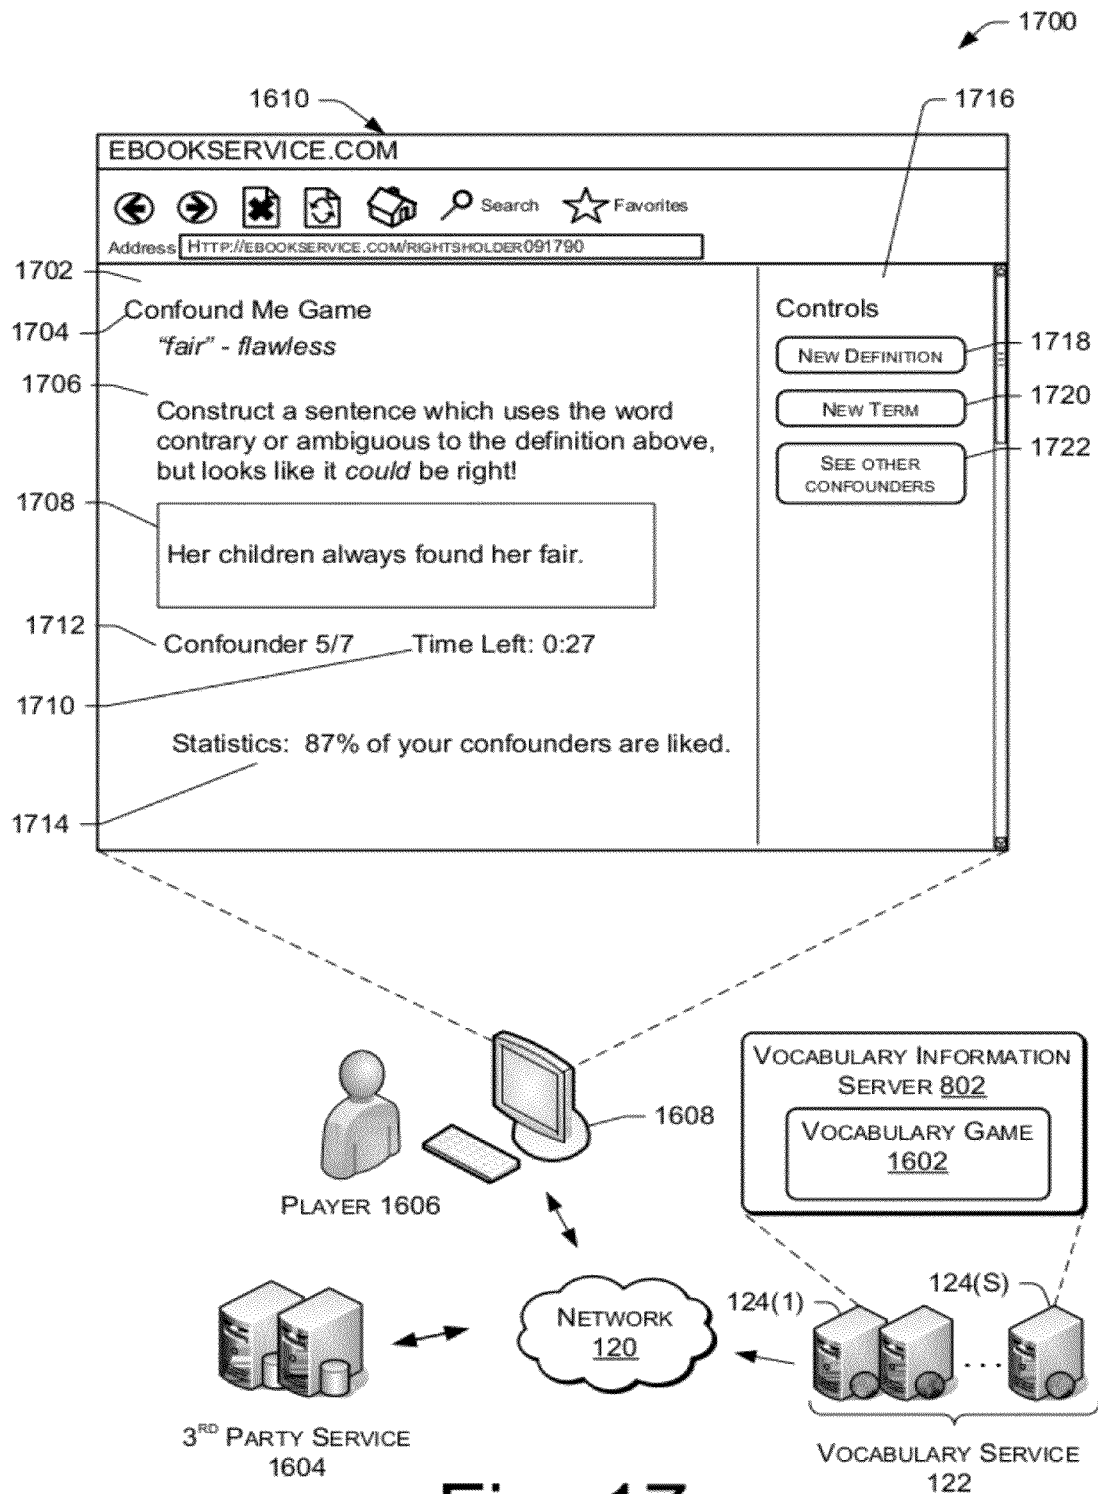 1700
1610
1716
EBOOKSERVICE.COM
Search
Favorites
Address HTTP://EBOOKSERVICE.COM/RIGHTSHOLDER091790
1702
Confound Me Game
1704
"fair" - flawless
1706
Construct a sentence which uses the word
contrary or ambiguous to the definition above,
but looks like it could be right!
1708
Her children always found her fair.
1712
Confounder 5/7 Time Left: 0:27
1710
Statistics: 87% of your confounders are liked.
1714
Controls
NEW DEFINITION
1718
NEW TERM
1720
SEE OTHER
CONFOUNDERS
1722
1608
PLAYER 1606
VOCABULARY INFORMATION
SERVER 802
VOCABULARY GAME
1602
NETWORK
120
124(1)
124(S)
...
3RD PARTY SERVICE
1604
VOCABULARY SERVICE
122
Fig. 17